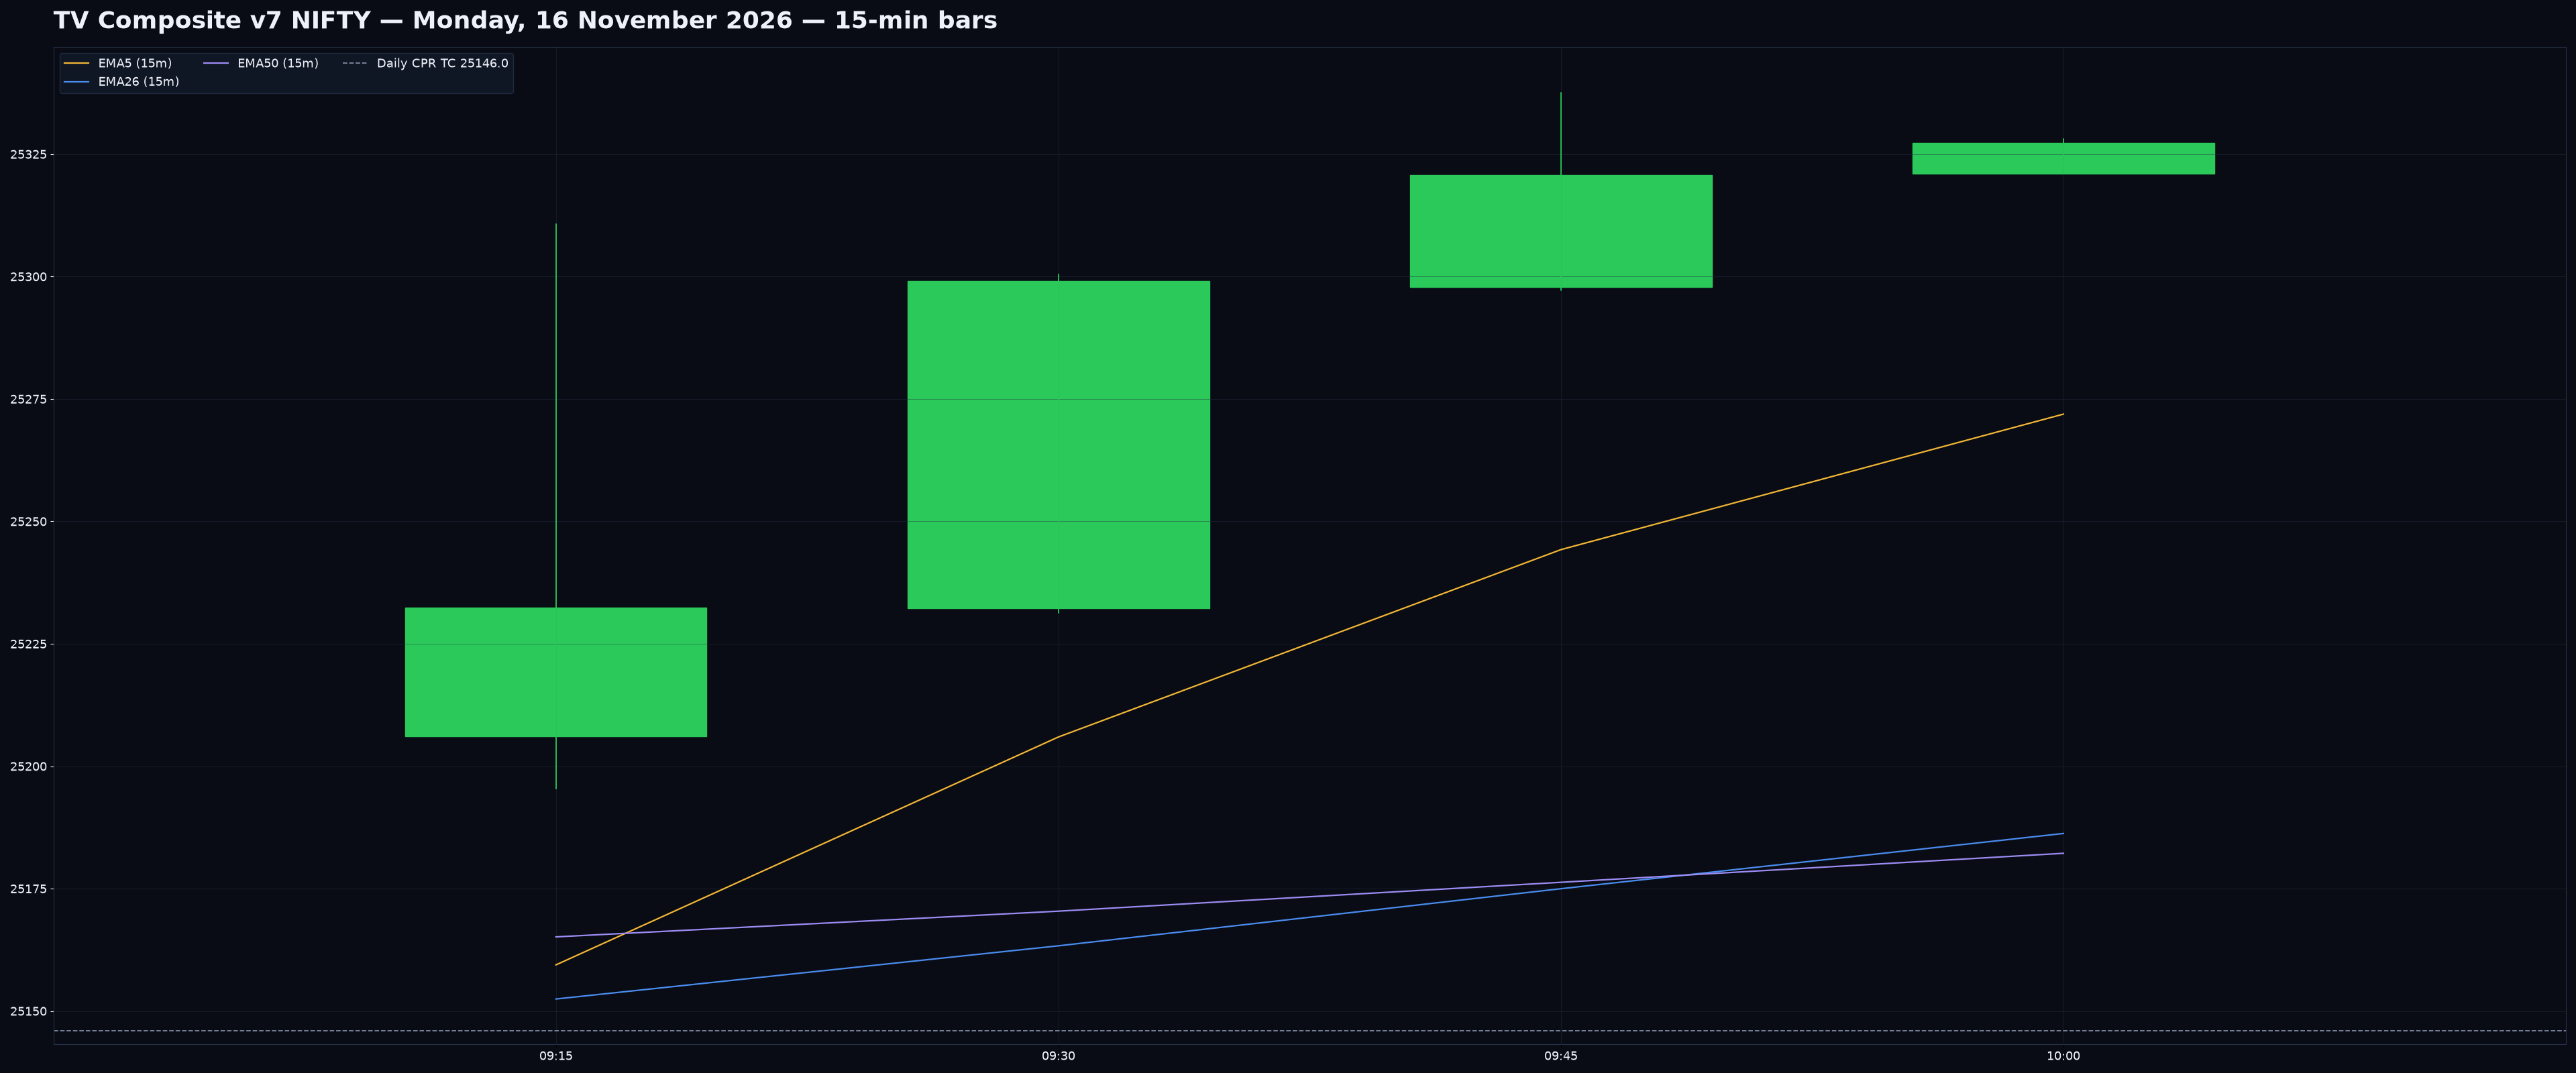 TV Composite v7 NIFTY — Monday, 16 November 2026 — 15-min bars
EMA5 (15m) EMA50 (15m) Daily CPR TC 25146.0
EMA26 (15m)
25325
25300
25275
25250
25225
25200
25175
25150
09:15 09:30 09:45 10:00